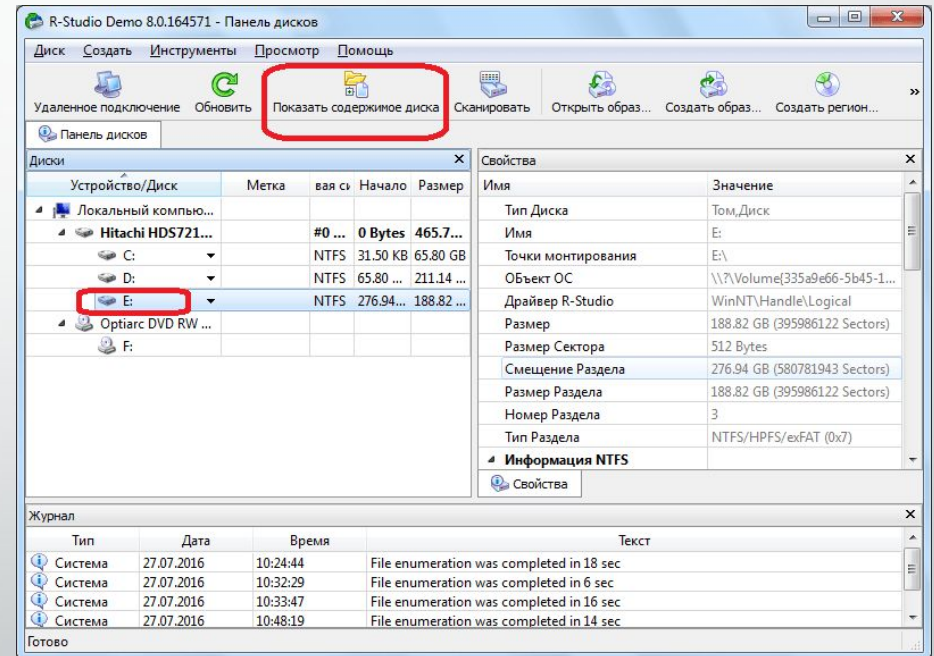 R-Studio Demo 8.0.164571 - Панель дисков
Диск Создать Инструменты Просмотр Помощь
Удаленное подключение Обновить Показать содержимое диска Сканировать Открыть образ... Создать образ... Создать регион... »
Панель дисков
Диски
Устройство/Диск Метка вая си Начало Размер
Локальный компью...
Hitachi HDS721... #0 ... 0 Bytes 465.7...
C: NTFS 31.50 KB 65.80 GB
D: NTFS 65.80 ... 211.14 ...
E: NTFS 276.94... 188.82 ...
Optiarc DVD RW ...
F:
Свойства
Имя Значение
Тип Диска Том,Диск
Имя E:
Точки монтирования E:\
Объект ОС \\?\Volume{335a9e66-5b45-1...
Драйвер R-Studio WinNT\Handle\Logical
Размер 188.82 GB (395986122 Sectors)
Размер Сектора 512 Bytes
Смещение Раздела 276.94 GB (580781943 Sectors)
Размер Раздела 188.82 GB (395986122 Sectors)
Номер Раздела 3
Тип Раздела NTFS/HPFS/exFAT (0x7)
Информация NTFS
Свойства
Журнал
Тип Дата Время Текст
Система 27.07.2016 10:24:44 File enumeration was completed in 18 sec
Система 27.07.2016 10:32:29 File enumeration was completed in 6 sec
Система 27.07.2016 10:33:47 File enumeration was completed in 16 sec
Система 27.07.2016 10:48:19 File enumeration was completed in 14 sec
Готово